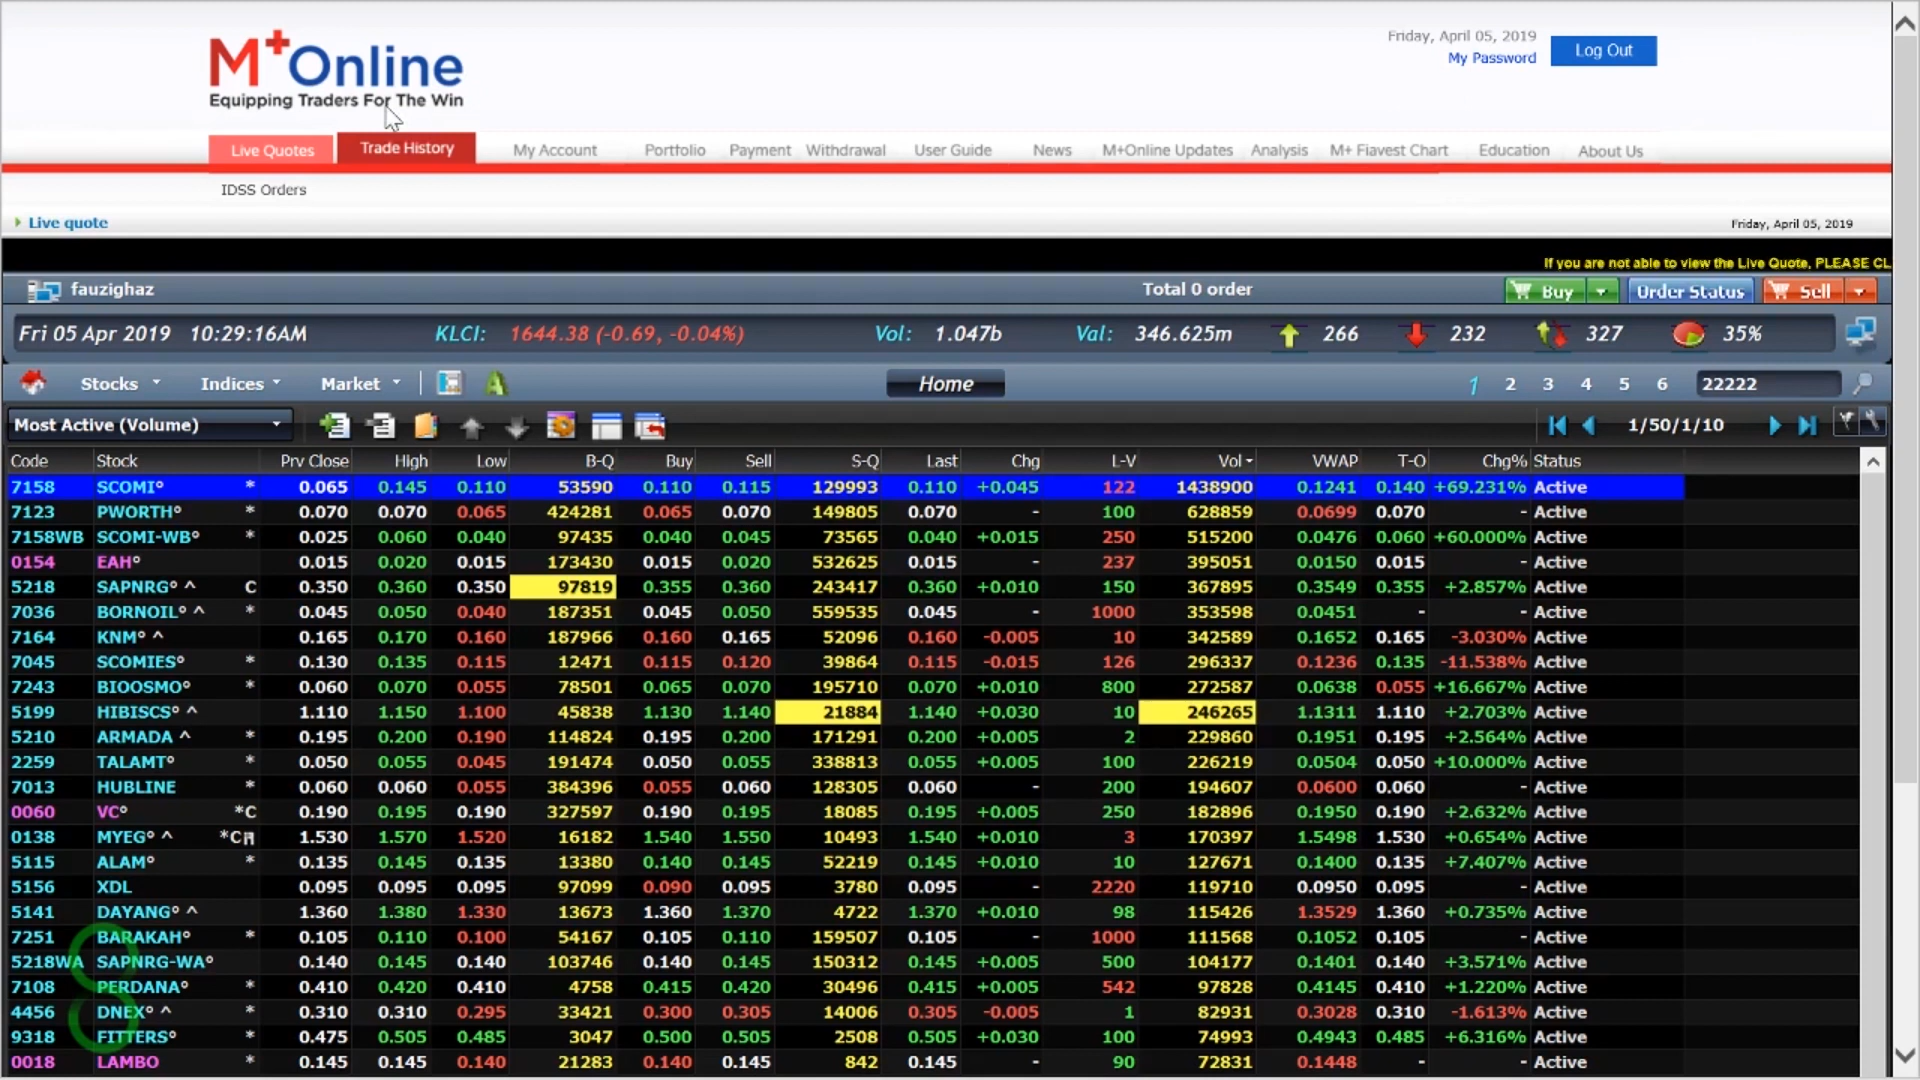 M+Online
Equipping Traders For The Win
Friday, April 05, 2019
My Password
Log Out
Live Quotes Trade History My Account Portfolio Payment Withdrawal User Guide News M+Online Updates Analysis M+ Fiavest Chart Education About Us
IDSS Orders
Live quote
Friday, April 05, 2019
If you are not able to view the Live Quote, PLEASE CL
fauzighaz Total 0 order Buy Order Status Sell
Fri 05 Apr 2019 10:29:16AM KLCI: 1644.38 (-0.69, -0.04%) Vol: 1.047b Val: 346.625m 266 232 327 35%
Stocks Indices Market Home 1 2 3 4 5 6 22222
Most Active (Volume) 1/50/1/10
Code Stock Prv Close High Low B-Q Buy Sell S-Q Last Chg L-V Vol VWAP T-O Chg% Status
7158 SCOMI° * 0.065 0.145 0.110 53590 0.110 0.115 129993 0.110 +0.045 122 1438900 0.1241 0.140 +69.231% Active
7123 PWORTH° * 0.070 0.070 0.065 424281 0.065 0.070 149805 0.070 - 100 628859 0.0699 0.070 - Active
7158WB SCOMI-WB° * 0.025 0.060 0.040 97435 0.040 0.045 73565 0.040 +0.015 250 515200 0.0476 0.060 +60.000% Active
0154 EAH° 0.015 0.020 0.015 173430 0.015 0.020 532625 0.015 - 237 395051 0.0150 0.015 - Active
5218 SAPNRG° ^ C 0.350 0.360 0.350 97819 0.355 0.360 243417 0.360 +0.010 150 367895 0.3549 0.355 +2.857% Active
7036 BORNOIL° ^ * 0.045 0.050 0.040 187351 0.045 0.050 559535 0.045 - 1000 353598 0.0451 - - Active
7164 KNM° ^ 0.165 0.170 0.160 187966 0.160 0.165 52096 0.160 -0.005 10 342589 0.1652 0.165 -3.030% Active
7045 SCOMIES° * 0.130 0.135 0.115 12471 0.115 0.120 39864 0.115 -0.015 126 296337 0.1236 0.135 -11.538% Active
7243 BIOOSMO° * 0.060 0.070 0.055 78501 0.065 0.070 195710 0.070 +0.010 800 272587 0.0638 0.055 +16.667% Active
5199 HIBISCS° ^ 1.110 1.150 1.100 45838 1.130 1.140 21884 1.140 +0.030 10 246265 1.1311 1.110 +2.703% Active
5210 ARMADA ^ * 0.195 0.200 0.190 114824 0.195 0.200 171291 0.200 +0.005 2 229860 0.1951 0.195 +2.564% Active
2259 TALAMT° * 0.050 0.055 0.045 191474 0.050 0.055 338813 0.055 +0.005 100 226219 0.0504 0.050 +10.000% Active
7013 HUBLINE * 0.060 0.060 0.055 384396 0.055 0.060 128305 0.060 - 200 194607 0.0600 0.060 - Active
0060 VC° *C 0.190 0.195 0.190 327597 0.190 0.195 18085 0.195 +0.005 250 182896 0.1950 0.190 +2.632% Active
0138 MYEG° ^ *C 1.530 1.570 1.520 16182 1.540 1.550 10493 1.540 +0.010 3 170397 1.5498 1.530 +0.654% Active
5115 ALAM° * 0.135 0.145 0.135 13380 0.140 0.145 52219 0.145 +0.010 10 127671 0.1400 0.135 +7.407% Active
5156 XDL 0.095 0.095 0.095 97099 0.090 0.095 3780 0.095 - 2220 119710 0.0950 0.095 - Active
5141 DAYANG° ^ 1.360 1.380 1.330 13673 1.360 1.370 4722 1.370 +0.010 98 115426 1.3529 1.360 +0.735% Active
7251 BARAKAH° * 0.105 0.110 0.100 54167 0.105 0.110 159507 0.105 - 1000 111568 0.1052 0.105 - Active
5218WA SAPNRG-WA° 0.140 0.145 0.140 103746 0.140 0.145 150312 0.145 +0.005 500 104177 0.1401 0.140 +3.571% Active
7108 PERDANA° * 0.410 0.420 0.410 4758 0.415 0.420 30496 0.415 +0.005 542 97828 0.4145 0.410 +1.220% Active
4456 DNEX° ^ * 0.310 0.310 0.295 33421 0.300 0.305 14006 0.305 -0.005 1 82931 0.3028 0.310 -1.613% Active
9318 FITTERS° * 0.475 0.505 0.485 3047 0.500 0.505 2508 0.505 +0.030 100 74993 0.4943 0.485 +6.316% Active
0018 LAMBO * 0.145 0.145 0.140 21283 0.140 0.145 842 0.145 - 90 72831 0.1448 - - Active